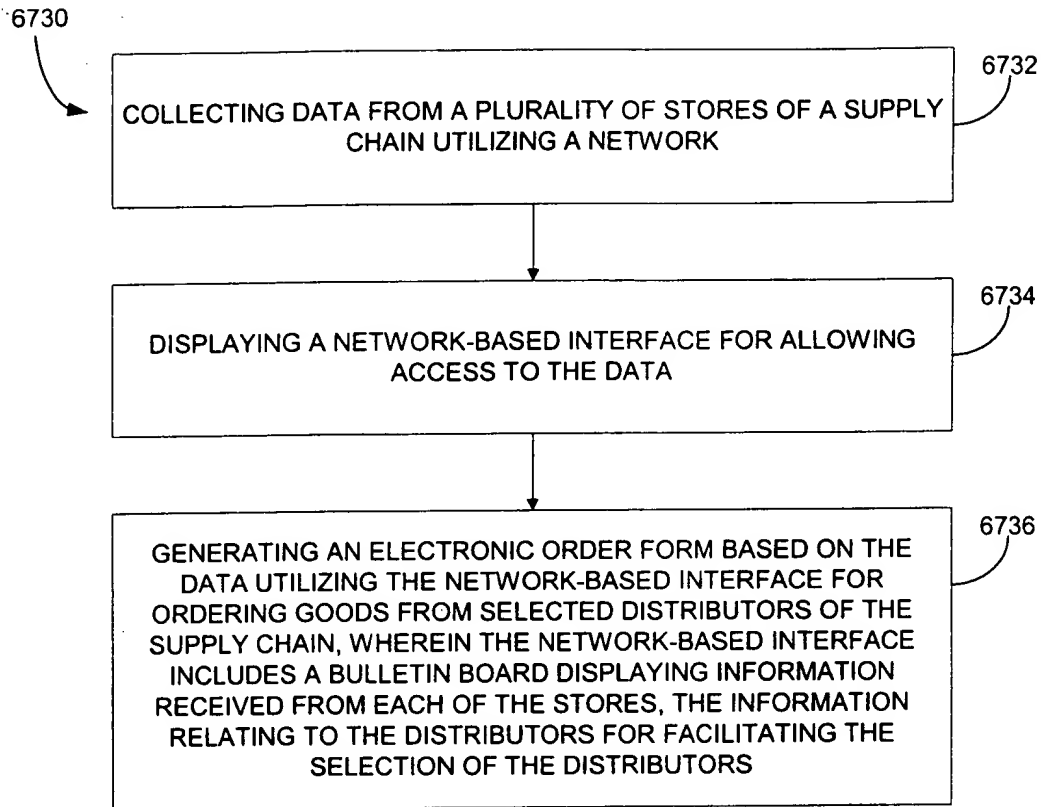 6730
6732
COLLECTING DATA FROM A PLURALITY OF STORES OF A SUPPLY
CHAIN UTILIZING A NETWORK
6734
DISPLAYING A NETWORK-BASED INTERFACE FOR ALLOWING
ACCESS TO THE DATA
6736
GENERATING AN ELECTRONIC ORDER FORM BASED ON THE
DATA UTILIZING THE NETWORK-BASED INTERFACE FOR
ORDERING GOODS FROM SELECTED DISTRIBUTORS OF THE
SUPPLY CHAIN, WHEREIN THE NETWORK-BASED INTERFACE
INCLUDES A BULLETIN BOARD DISPLAYING INFORMATION
RECEIVED FROM EACH OF THE STORES, THE INFORMATION
RELATING TO THE DISTRIBUTORS FOR FACILITATING THE
SELECTION OF THE DISTRIBUTORS